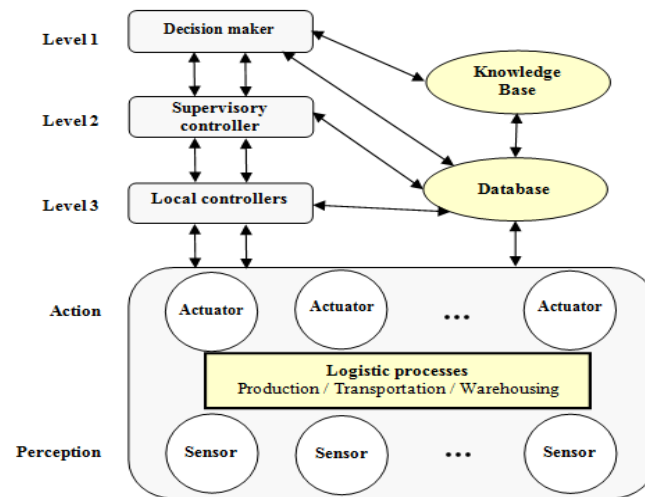 Level 1
Decision maker
Knowledge
Base
Level 2
Supervisory
controller
Level 3
Local controllers
Database
Action
Actuator
Actuator
...
Actuator
Logistic processes
Production / Transportation / Warehousing
Perception
Sensor
Sensor
...
Sensor